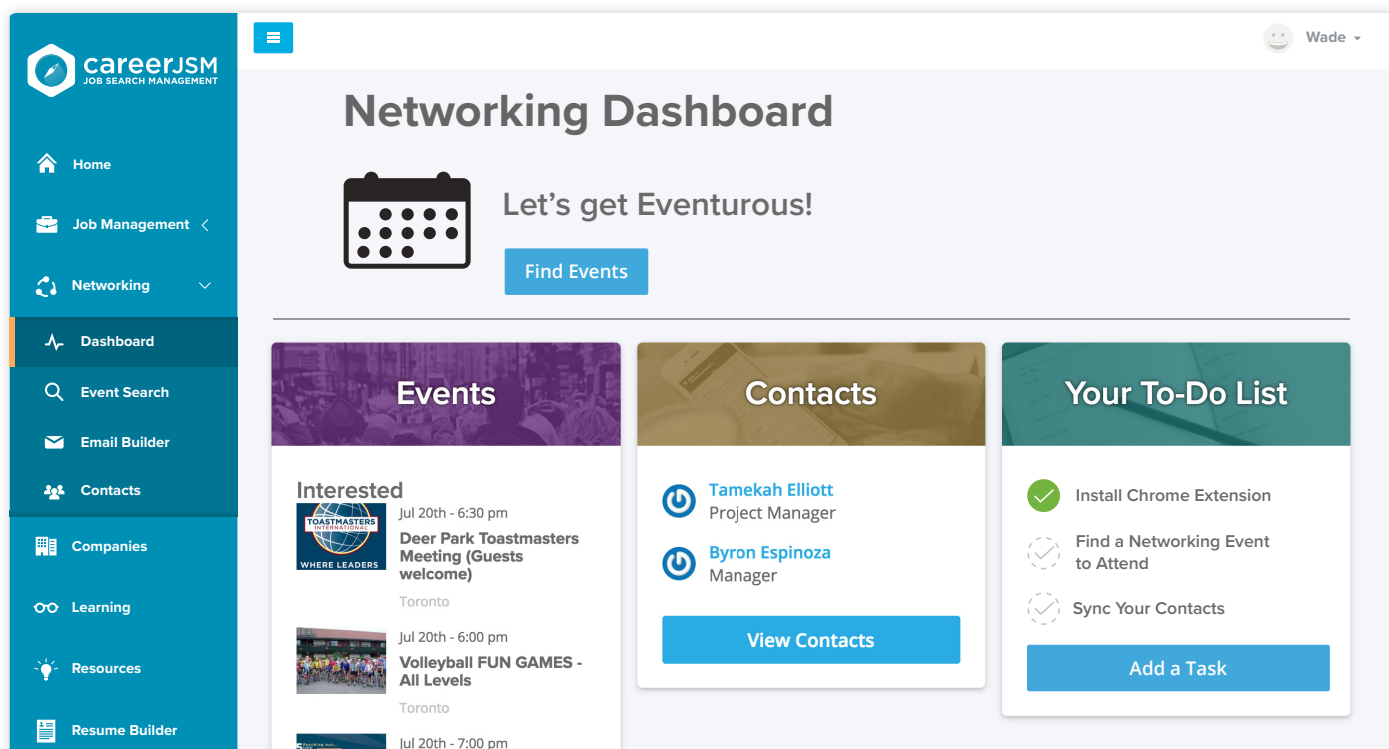 careerJSM
JOB SEARCH MANAGEMENT
Home
Job Management
Networking
Dashboard
Event Search
Email Builder
Contacts
Companies
Learning
Resources
Resume Builder
Wade
Networking Dashboard
Let's get Eventurous!
Find Events
Events
Interested
TOASTMASTERS
INTERNATIONAL
WHERE LEADERS
Jul 20th - 6:30 pm
Deer Park Toastmasters
Meeting (Guests
welcome)
Toronto
Jul 20th - 6:00 pm
Volleyball FUN GAMES -
All Levels
Toronto
Jul 20th - 7:00 pm
Contacts
Tamekah Elliott
Project Manager
Byron Espinoza
Manager
View Contacts
Your To-Do List
Install Chrome Extension
Find a Networking Event
to Attend
Sync Your Contacts
Add a Task